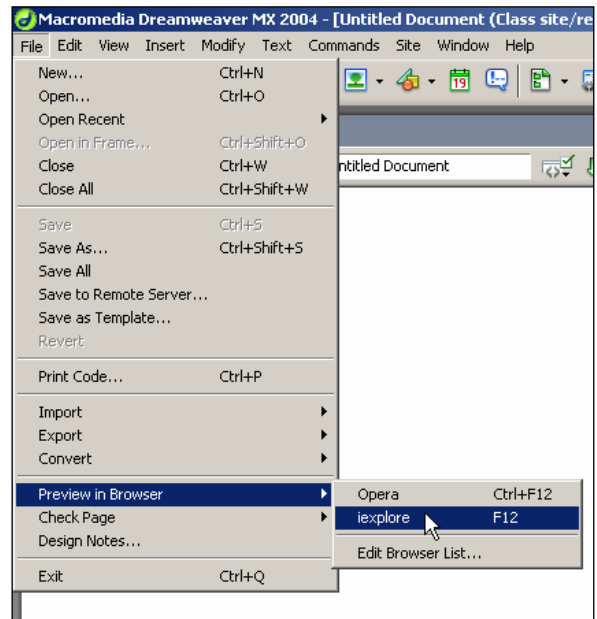 Macromedia Dreamweaver MX 2004 - [Untitled Document (Class site/re
File Edit View Insert Modify Text Commands Site Window Help
New... Ctrl+N
Open... Ctrl+O
Open Recent
Open in Frame... Ctrl+Shift+O
Close Ctrl+W
ntitled Document
Close All Ctrl+Shift+W
Save Ctrl+S
Save As... Ctrl+Shift+S
Save All
Save to Remote Server...
Save as Template...
Revert
Print Code... Ctrl+P
Import
Export
Convert
Preview in Browser
Opera Ctrl+F12
Check Page
iexplore F12
Design Notes...
Edit Browser List...
Exit Ctrl+Q
19